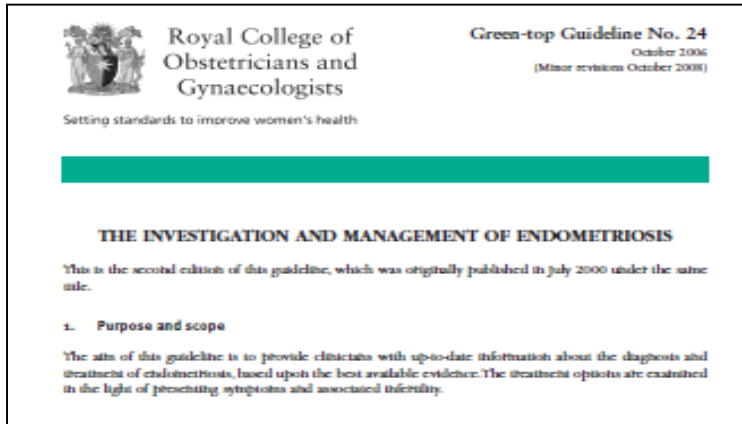 Royal College of
Obstetricians and
Gynaecologists
Setting standards to improve women's health
Green-top Guideline No. 24
October 2006
(Minor revisions October 2008)
THE INVESTIGATION AND MANAGEMENT OF ENDOMETRIOSIS
This is the second edition of this guideline, which was originally published in July 2000 under the same
title.
1. Purpose and scope
The aim of this guideline is to provide clinicians with up-to-date information about the diagnosis and
treatment of endometriosis, based upon the best available evidence. The treatment options are examined
in the light of presenting symptoms and associated infertility.